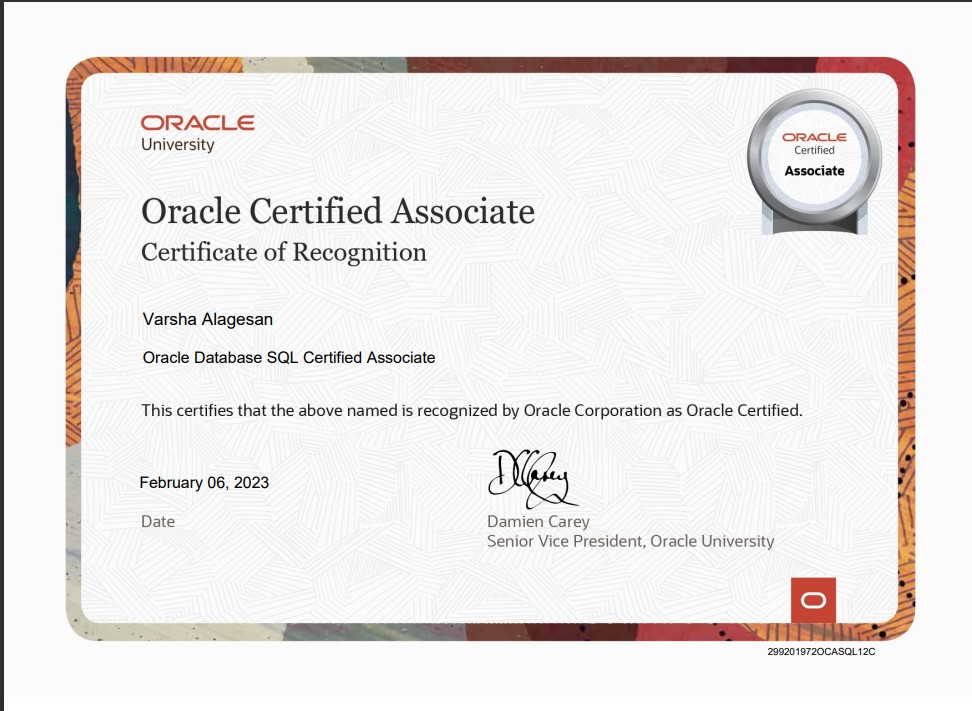 ORACLE
University
ORACLE
Certified
Associate
Oracle Certified Associate
Certificate of Recognition
Varsha Alagesan
Oracle Database SQL Certified Associate
This certifies that the above named is recognized by Oracle Corporation as Oracle Certified.
February 06, 2023
Date
DCarey
Damien Carey
Senior Vice President, Oracle University
299201972OCASQL12C